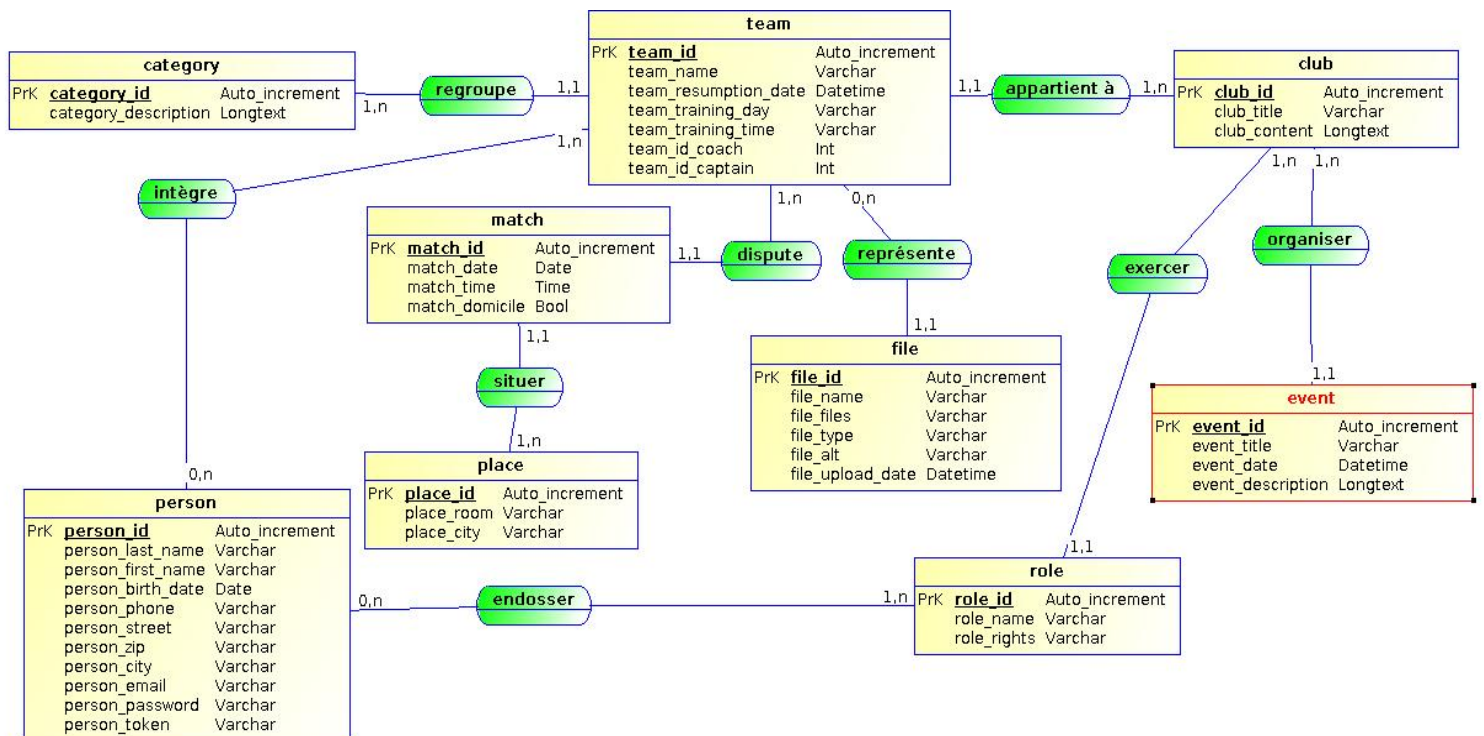 team
PrK team_id Auto_increment
team_name Varchar
team_resumption_date Datetime
team_training_day Varchar
team_training_time Varchar
team_id_coach Int
team_id_captain Int
category
PrK category_id Auto_increment
category_description Longtext
1,n
regroupe
1,1
1,1
appartient à
1,n
club
PrK club_id Auto_increment
club_title Varchar
club_content Longtext
1,n
intègre
1,n
0,n
1,n
1,n
match
PrK match_id Auto_increment
match_date Date
match_time Time
match_domicile Bool
1,1
dispute
représente
exercer
organiser
1,1
situer
1,n
1,1
file
PrK file_id Auto_increment
file_name Varchar
file_files Varchar
file_type Varchar
file_alt Varchar
file_upload_date Datetime
1,1
event
PrK event_id Auto_increment
event_title Varchar
event_date Datetime
event_description Longtext
place
PrK place_id Auto_increment
place_room Varchar
place_city Varchar
0,n
person
PrK person_id Auto_increment
person_last_name Varchar
person_first_name Varchar
person_birth_date Date
person_phone Varchar
person_street Varchar
person_zip Varchar
person_city Varchar
person_email Varchar
person_password Varchar
person_token Varchar
0,n
endosser
1,n
1,1
role
PrK role_id Auto_increment
role_name Varchar
role_rights Varchar